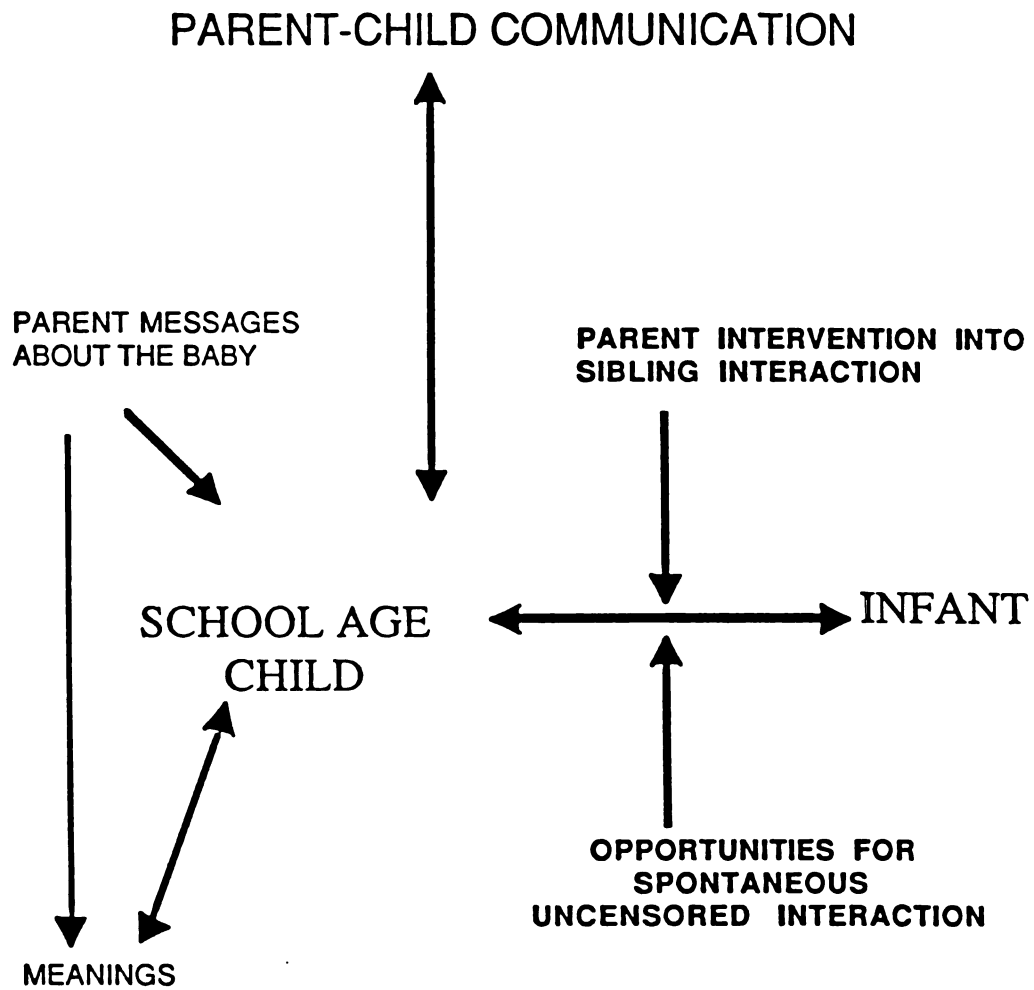 PARENT-CHILD COMMUNICATION
PARENT MESSAGES
ABOUT THE BABY
PARENT INTERVENTION INTO
SIBLING INTERACTION
SCHOOL AGE
CHILD
INFANT
OPPORTUNITIES FOR
SPONTANEOUS
UNCENSORED INTERACTION
MEANINGS